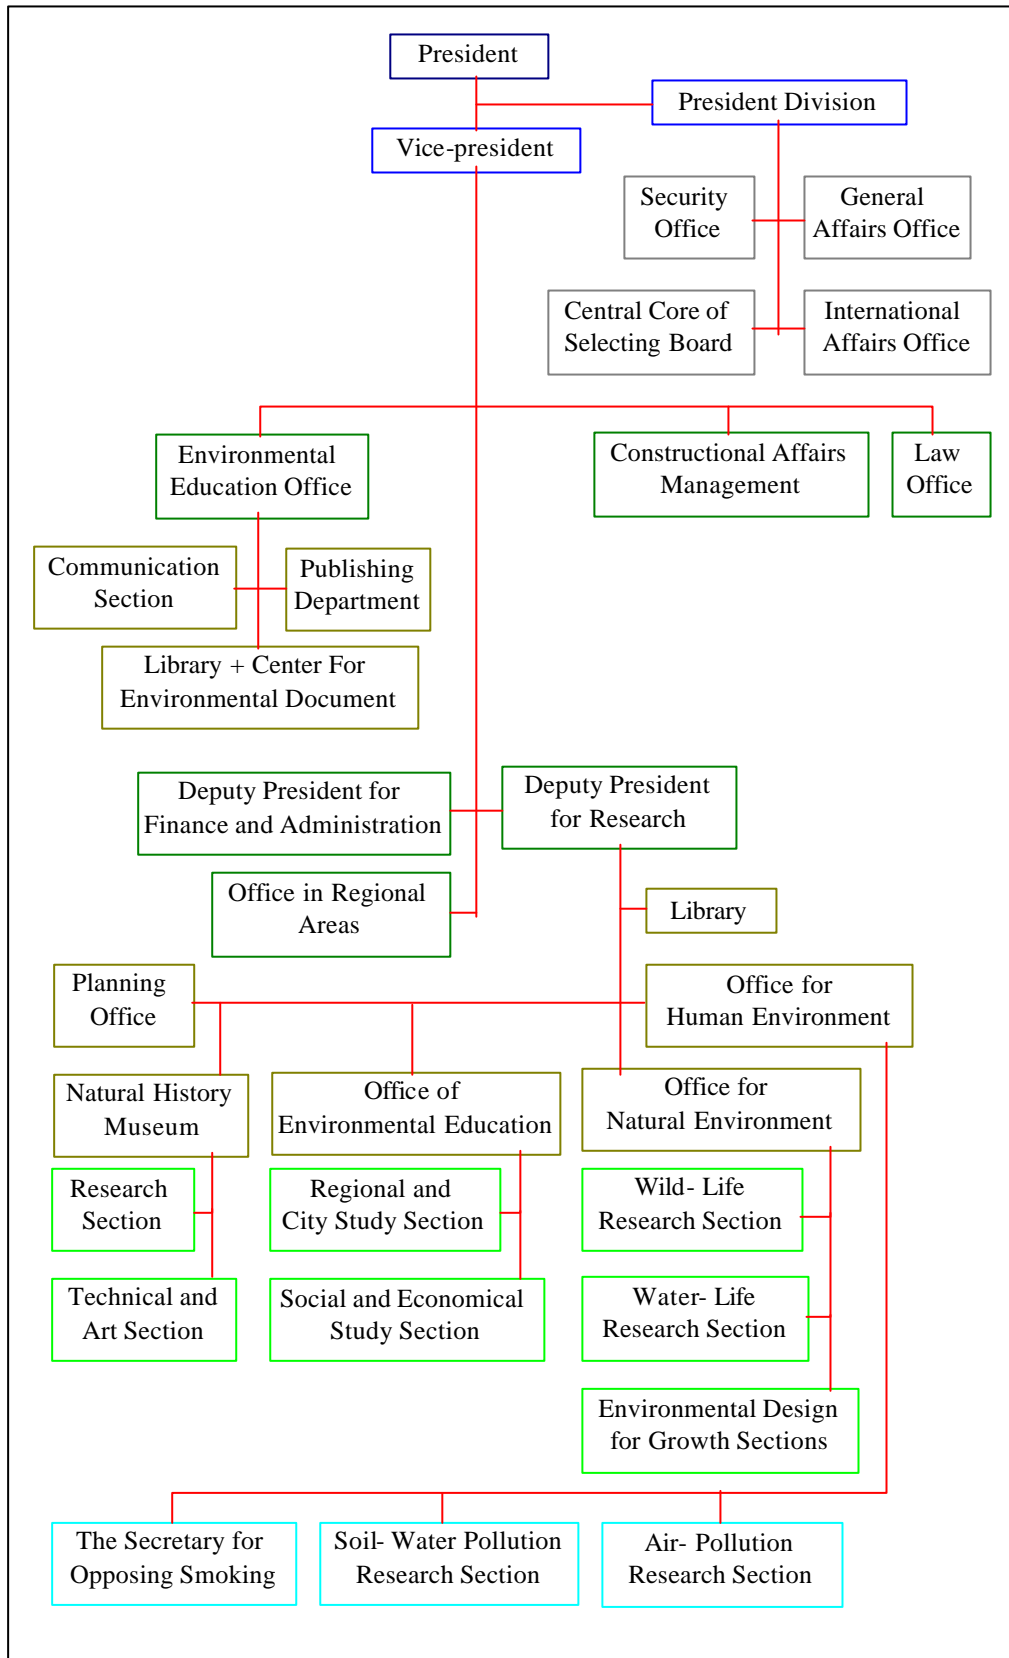 President
President Division
Vice-president
Security
Office
General
Affairs Office
Central Core of
Selecting Board
International
Affairs Office
Environmental
Education Office
Constructional Affairs
Management
Law
Office
Communication
Section
Publishing
Department
Library + Center For
Environmental Document
Deputy President for
Finance and Administration
Deputy President
for Research
Office in Regional
Areas
Library
Planning
Office
Office for
Human Environment
Natural History
Museum
Office of
Environmental Education
Office for
Natural Environment
Research
Section
Regional and
City Study Section
Wild- Life
Research Section
Technical and
Art Section
Social and Economical
Study Section
Water- Life
Research Section
Environmental Design
for Growth Sections
The Secretary for
Opposing Smoking
Soil- Water Pollution
Research Section
Air- Pollution
Research Section